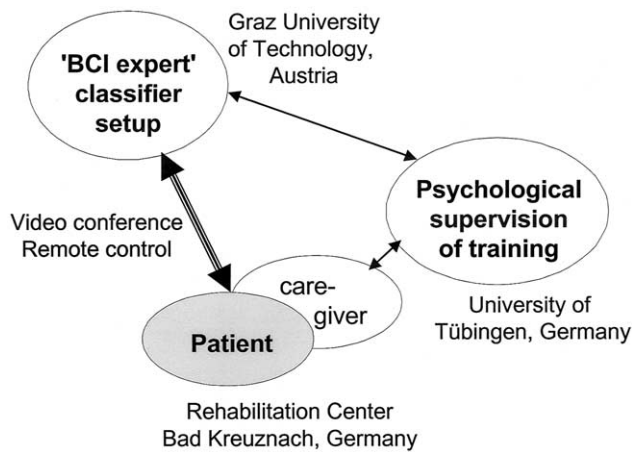 Graz University
of Technology,
Austria
'BCI expert'
classifier
setup
Psychological
supervision
of training
Video conference
Remote control
care-
giver
University of
Tübingen, Germany
Patient
Rehabilitation Center
Bad Kreuznach, Germany